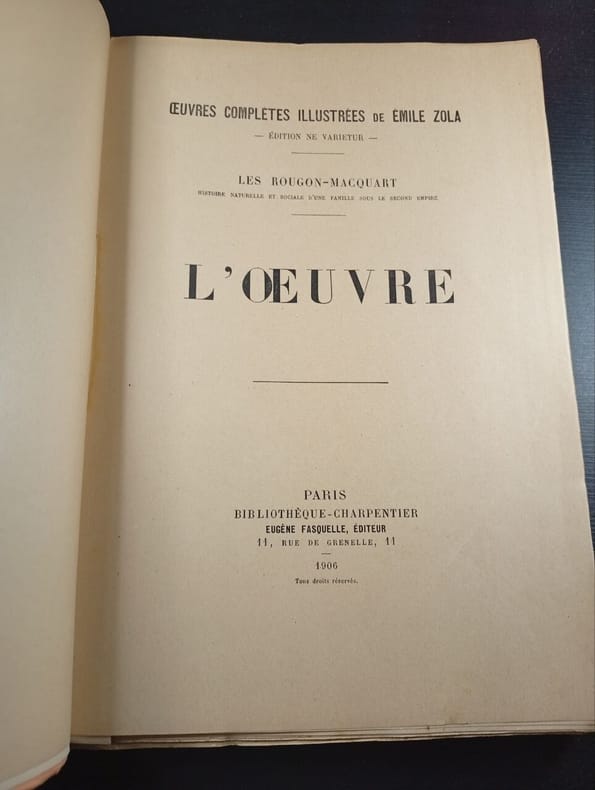 ŒUVRES COMPLÈTES ILLUSTRÉES DE ÉMILE ZOLA
— ÉDITION NE VARIETUR —
LES ROUGON-MACQUART
HISTOIRE NATURELLE ET SOCIALE D'UNE FAMILLE SOUS LE SECOND EMPIRE
L'ŒUVRE
PARIS
BIBLIOTHÈQUE-CHARPENTIER
EUGÈNE FASQUELLE, ÉDITEUR
11, RUE DE GRENELLE, 11
1906
Tous droits réservés.